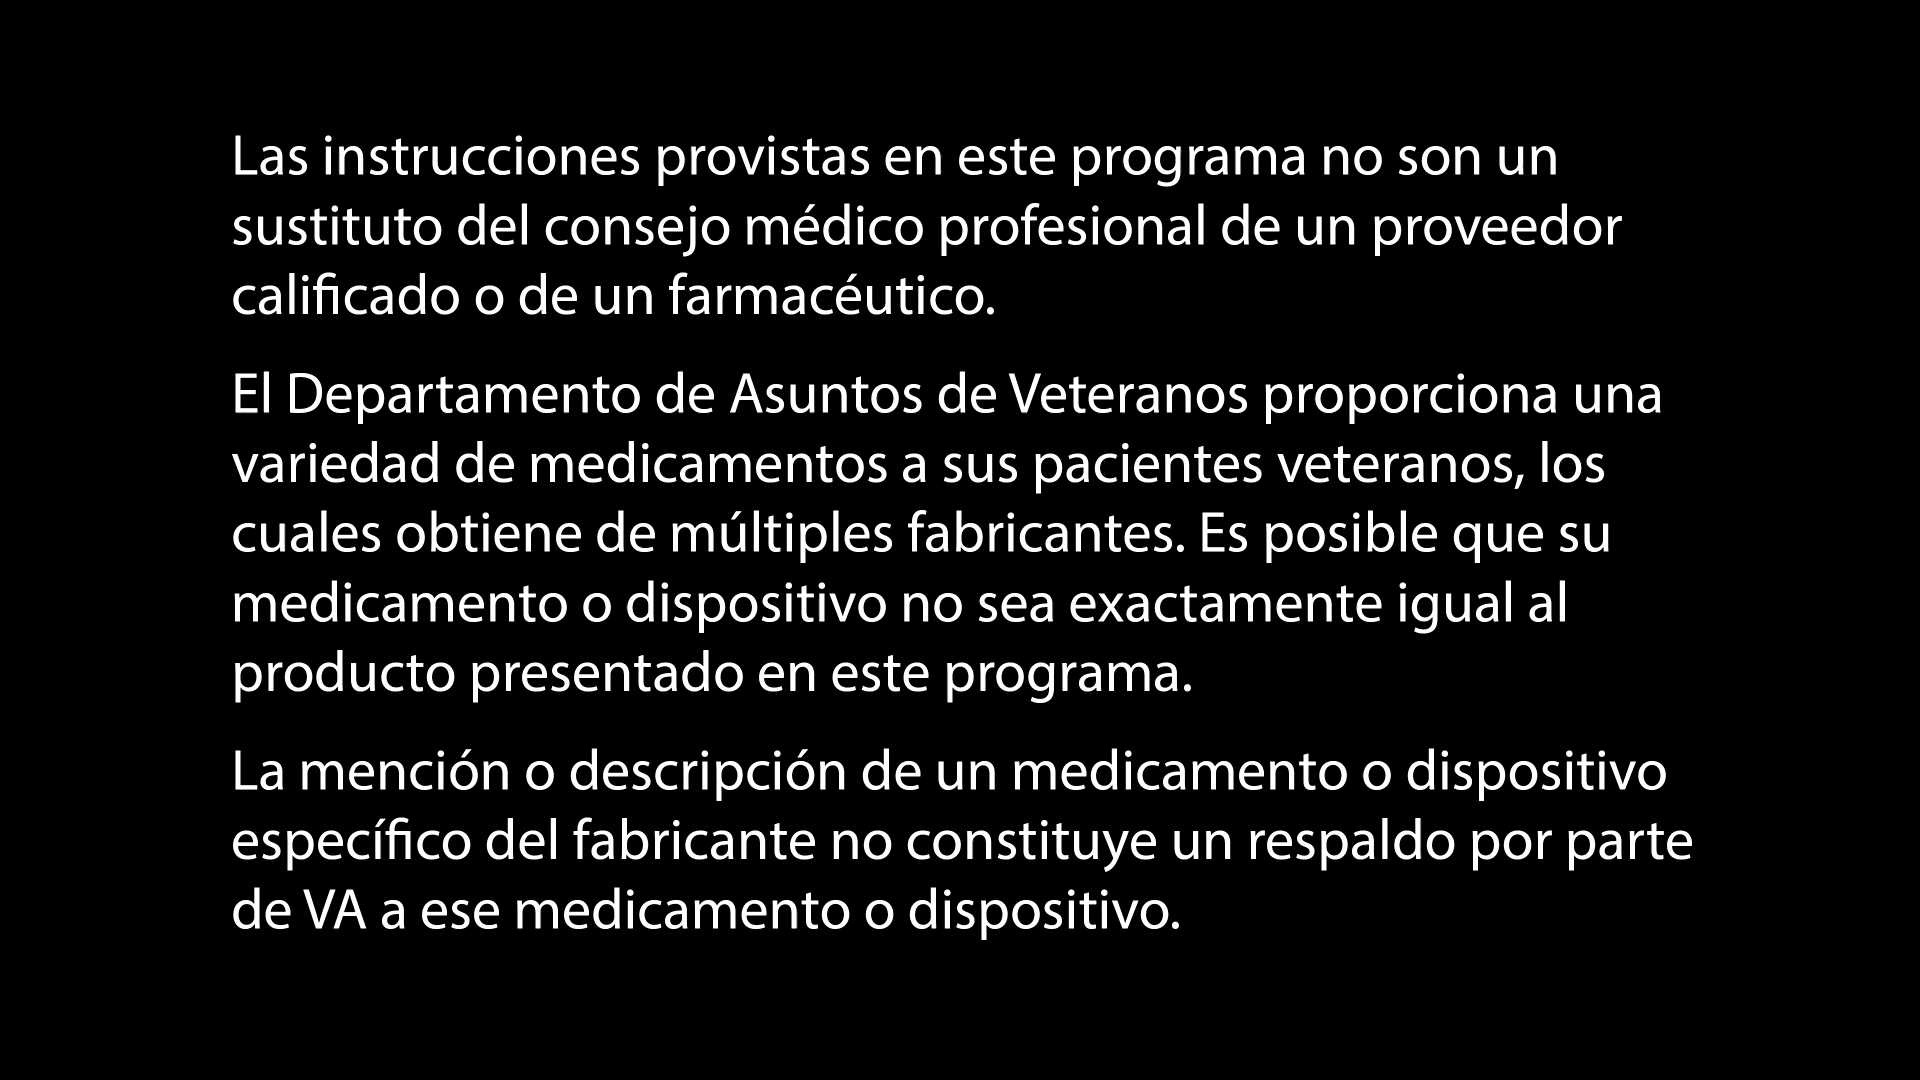 Las instrucciones provistas en este programa no son un
sustituto del consejo médico profesional de un proveedor
calificado o de un farmacéutico.
El Departamento de Asuntos de Veteranos proporciona una
variedad de medicamentos a sus pacientes veteranos, los
cuales obtiene de múltiples fabricantes. Es posible que su
medicamento o dispositivo no sea exactamente igual al
producto presentado en este programa.
La mención o descripción de un medicamento o dispositivo
específico del fabricante no constituye un respaldo por parte
de VA a ese medicamento o dispositivo.